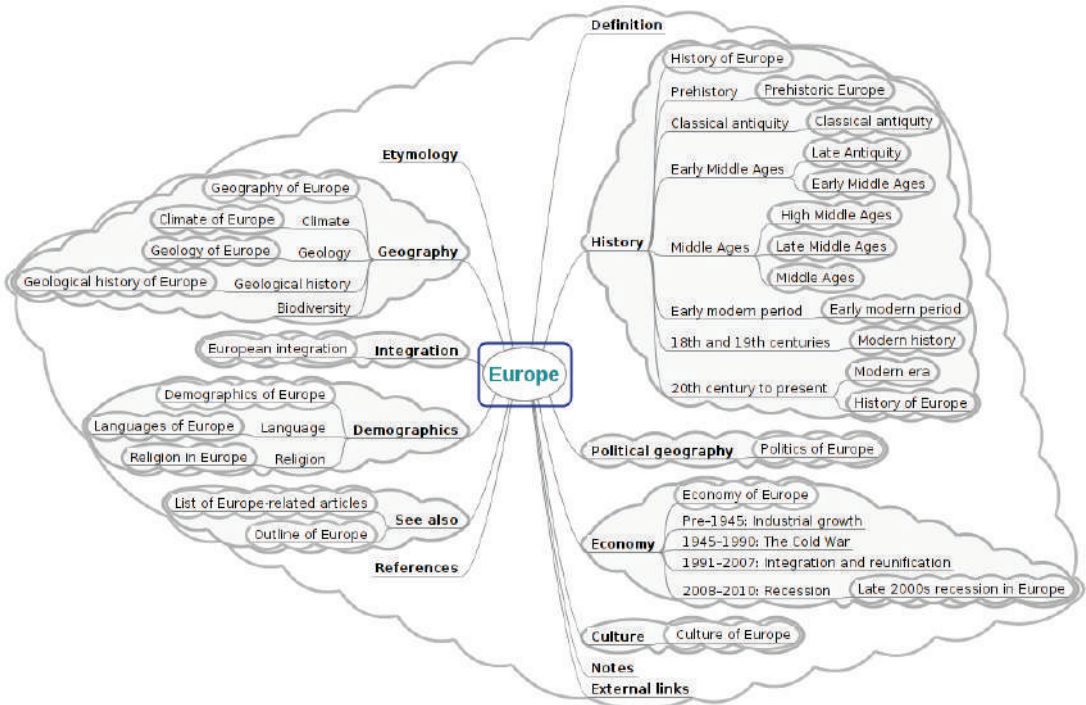 Europe
Etymology
Geography
Geography of Europe
Climate
Climate of Europe
Geology
Geology of Europe
Geological history
Geological history of Europe
Biodiversity
Integration
European integration
Demographics
Demographics of Europe
Language
Languages of Europe
Religion
Religion in Europe
See also
List of Europe-related articles
Outline of Europe
References
Definition
History
History of Europe
Prehistory
Prehistoric Europe
Classical antiquity
Classical antiquity
Early Middle Ages
Late Antiquity
Early Middle Ages
Middle Ages
High Middle Ages
Late Middle Ages
Middle Ages
Early modern period
Early modern period
18th and 19th centuries
Modern history
20th century to present
Modern era
History of Europe
Political geography
Politics of Europe
Economy
Economy of Europe
Pre–1945: Industrial growth
1945–1990: The Cold War
1991–2007: Integration and reunification
2008–2010: Recession
Late 2000s recession in Europe
Culture
Culture of Europe
Notes
External links